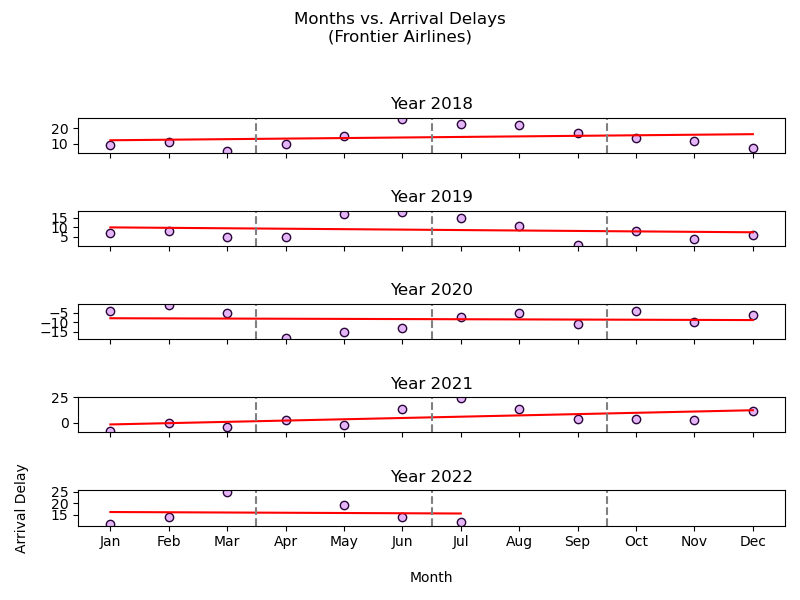 Months vs. Arrival Delays
(Frontier Airlines)
Year 2018
20
10
Year 2019
15
10
5
Year 2020
−5
−10
−15
Year 2021
25
0
Year 2022
25
20
15
Arrival Delay
Jan Feb Mar Apr May Jun Jul Aug Sep Oct Nov Dec
Month